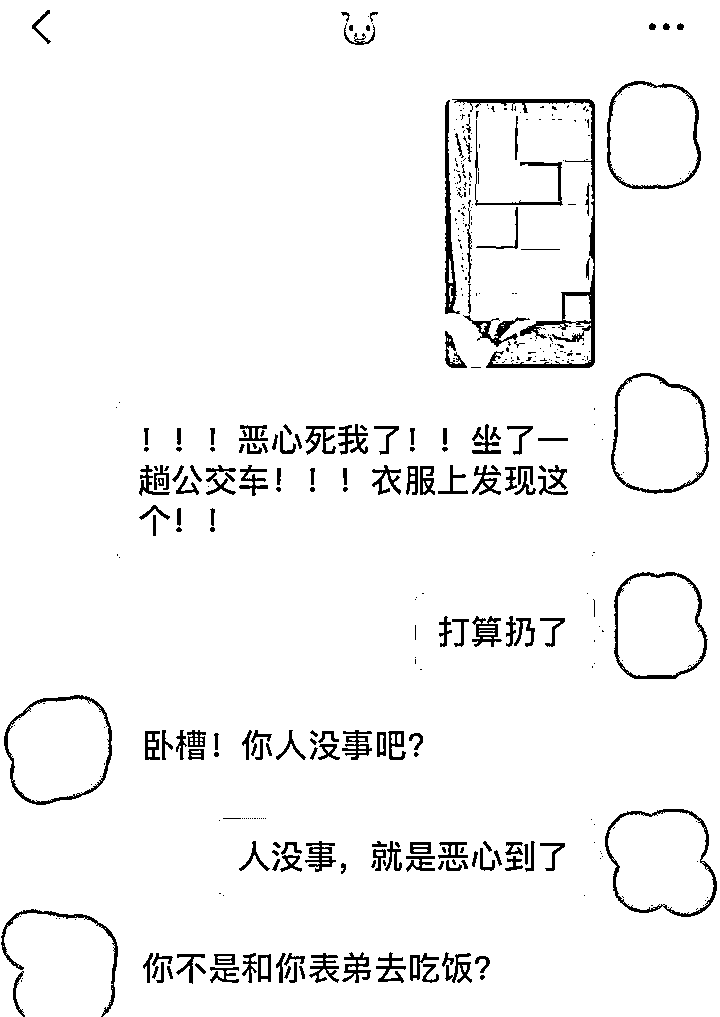 ！！！恶心死我了！！坐了一
趟公交车！！！衣服上发现这
个！！
打算扔了
卧槽！你人没事吧？
人没事，就是恶心到了
你不是和你表弟去吃饭？